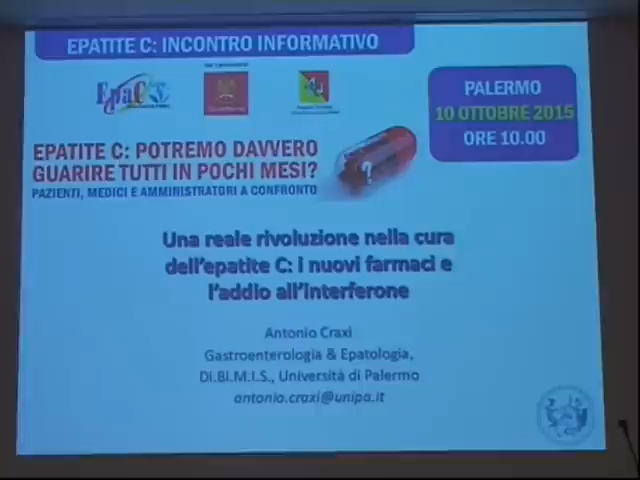 EPATITE C: INCONTRO INFORMATIVO
EpaC
PALERMO
10 OTTOBRE 2015
ORE 10.00
EPATITE C: POTREMO DAVVERO
GUARIRE TUTTI IN POCHI MESI?
PAZIENTI, MEDICI E AMMINISTRATORI A CONFRONTO
?
Una reale rivoluzione nella cura
dell'epatite C: i nuovi farmaci e
l'addio all'interferone
Antonio Craxì
Gastroenterologia & Epatologia,
Di.Bi.M.I.S., Università di Palermo
antonio.craxi@unipa.it